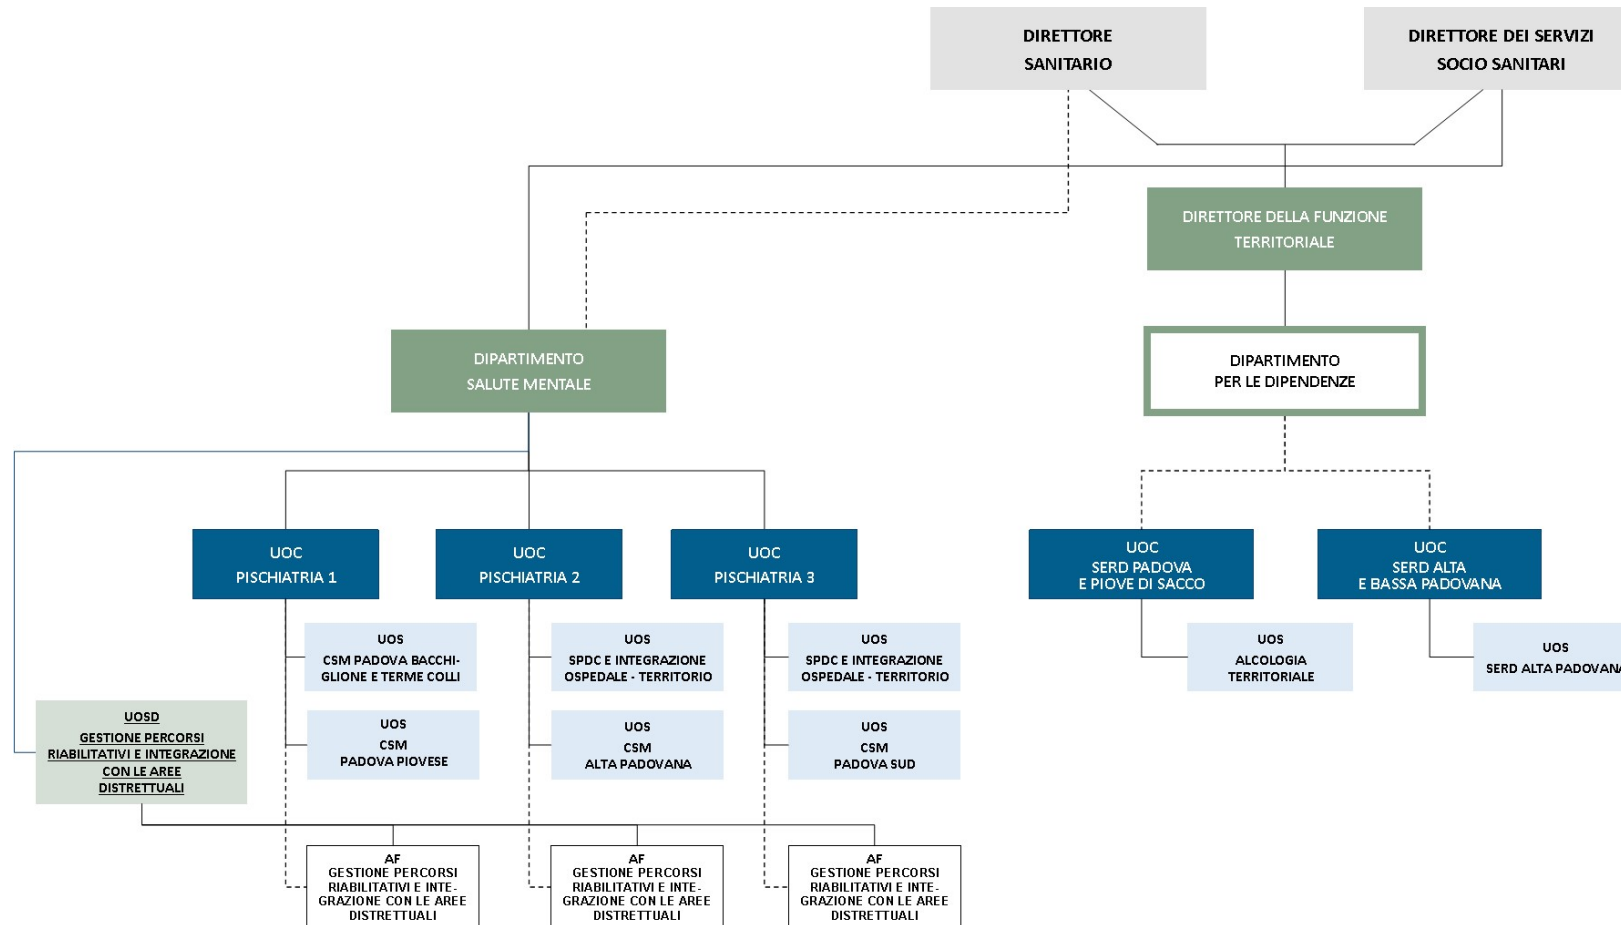 DIRETTORE
SANITARIO
DIRETTORE DEI SERVIZI
SOCIO SANITARI
DIRETTORE DELLA FUNZIONE
TERRITORIALE
DIPARTIMENTO
SALUTE MENTALE
DIPARTIMENTO
PER LE DIPENDENZE
UOC
PISCHIATRIA 1
UOC
PISCHIATRIA 2
UOC
PISCHIATRIA 3
UOC
SERD PADOVA
E PIOVE DI SACCO
UOC
SERD ALTA
E BASSA PADOVANA
UOS
CSM PADOVA BACCHI-
GLIONE E TERME COLLI
UOS
SPDC E INTEGRAZIONE
OSPEDALE - TERRITORIO
UOS
SPDC E INTEGRAZIONE
OSPEDALE - TERRITORIO
UOS
ALCOLOGIA
TERRITORIALE
UOS
SERD ALTA PADOVANA
UOSD
GESTIONE PERCORSI
RIABILITATIVI E INTEGRAZIONE
CON LE AREE
DISTRETTUALI
UOS
CSM
PADOVA PIOVESE
UOS
CSM
ALTA PADOVANA
UOS
CSM
PADOVA SUD
AF
GESTIONE PERCORSI
RIABILITATIVI E INTE-
GRAZIONE CON LE AREE
DISTRETTUALI
AF
GESTIONE PERCORSI
RIABILITATIVI E INTE-
GRAZIONE CON LE AREE
DISTRETTUALI
AF
GESTIONE PERCORSI
RIABILITATIVI E INTE-
GRAZIONE CON LE AREE
DISTRETTUALI